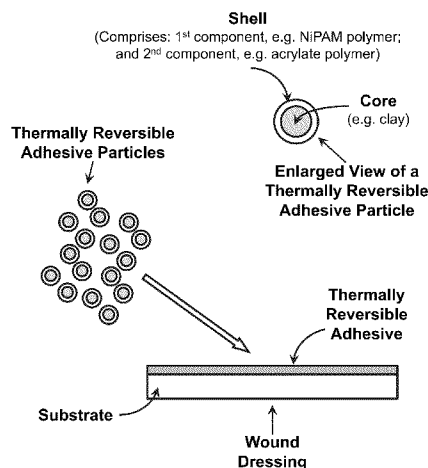 Shell
(Comprises: 1st component, e.g. NiPAM polymer;
and 2nd component, e.g. acrylate polymer)
Core
(e.g. clay)
Thermally Reversible
Adhesive Particles
Enlarged View of a
Thermally Reversible
Adhesive Particle
Thermally
Reversible
Adhesive
Substrate
Wound
Dressing